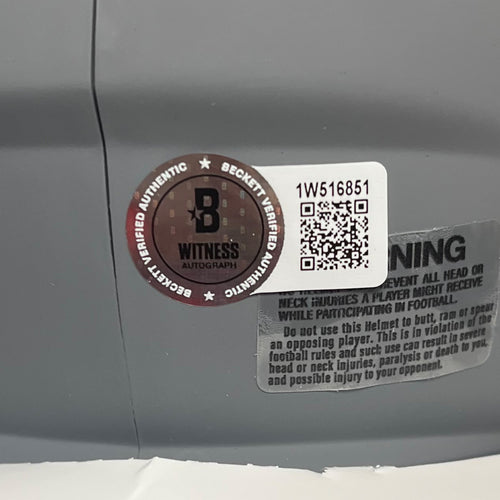 BECKETT VERIFIED AUTHENTIC ★ BECKETT VERIFIED AUTHENTIC ★
B
WITNESS
AUTOGRAPH
1W516851
NING
EVENT ALL HEAD OR
NECK INJURIES A PLAYER MIGHT RECEIVE
WHILE PARTICIPATING IN FOOTBALL.
Do not use this Helmet to butt, ram or spear
an opposing player. This is in violation of the
football rules and such use can result in severe
head or neck injuries, paralysis or death to you,
and possible injury to your opponent.